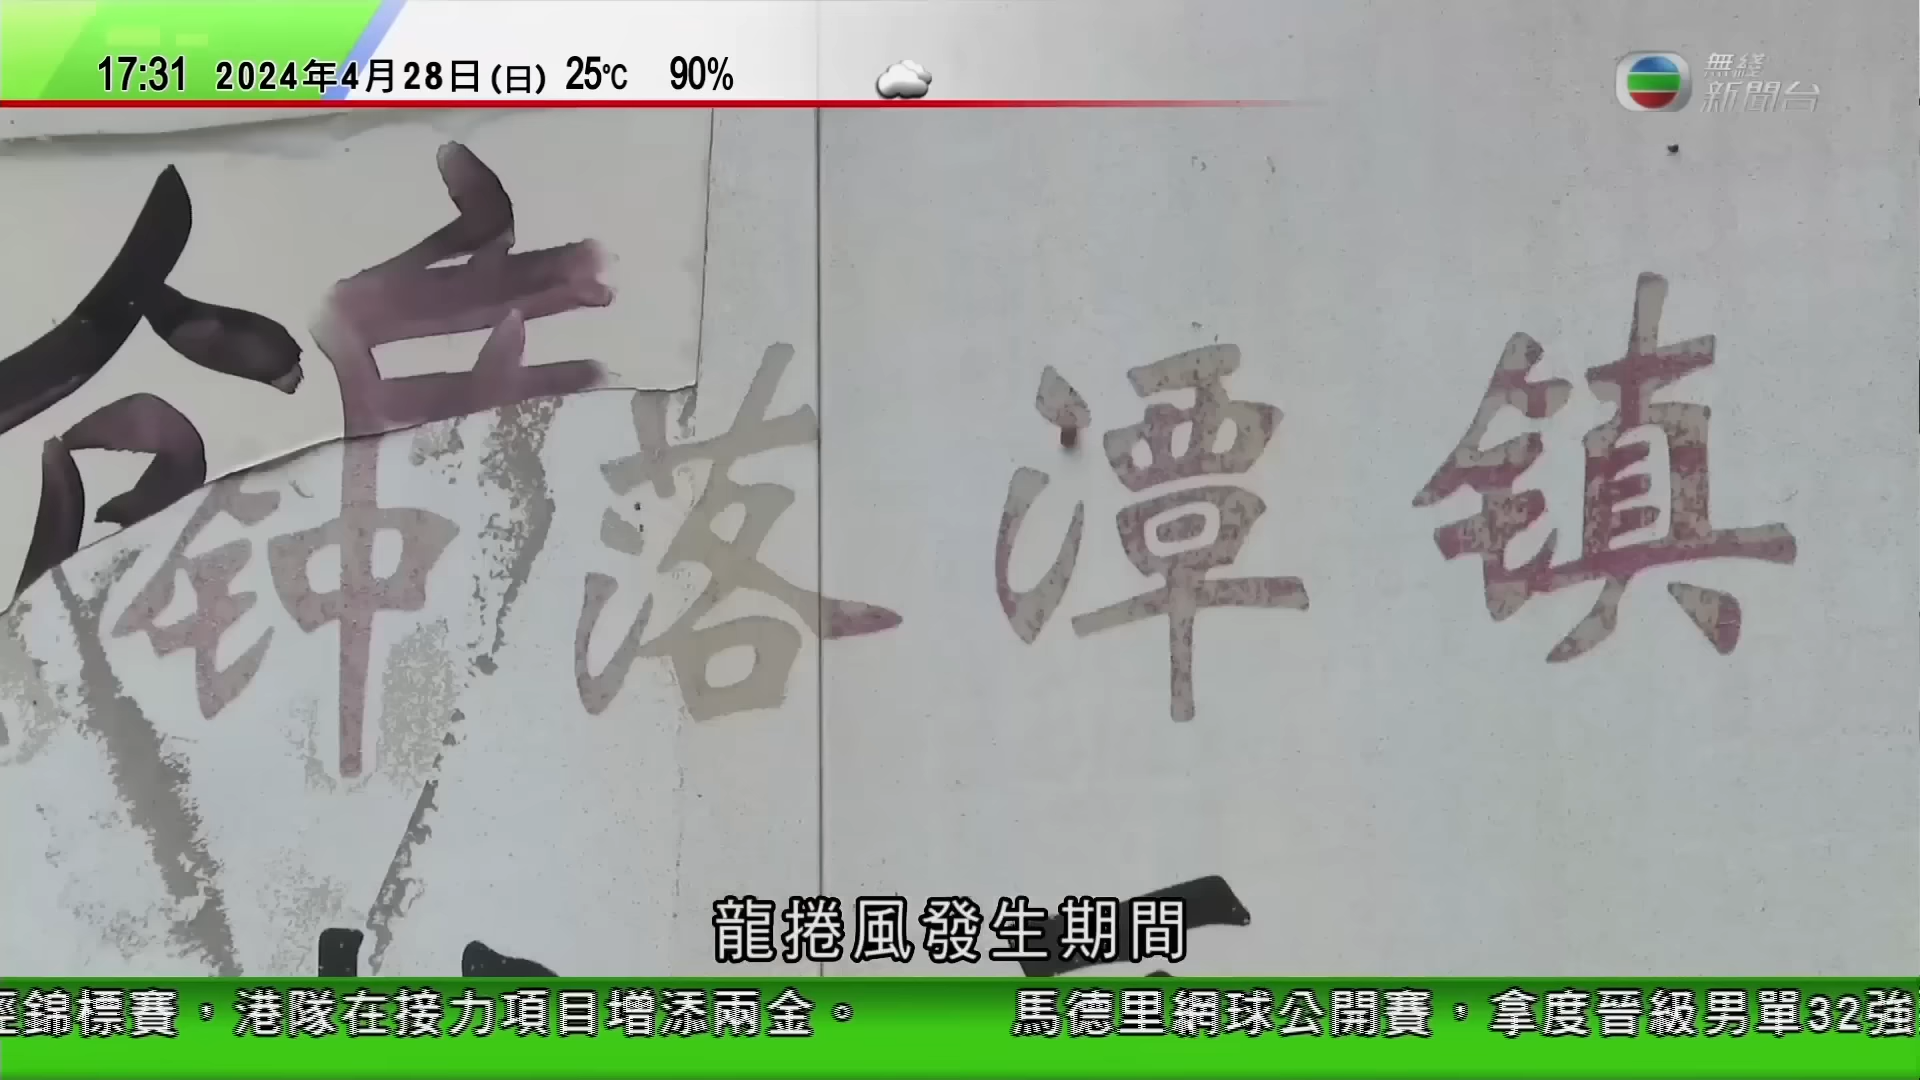 17:31 2024年4月28日(日) 25℃ 90%
無綫
新聞台
钟落潭镇
龍捲風發生期間
錦標賽，港隊在接力項目增添兩金。 馬德里網球公開賽，拿度晉級男單32強